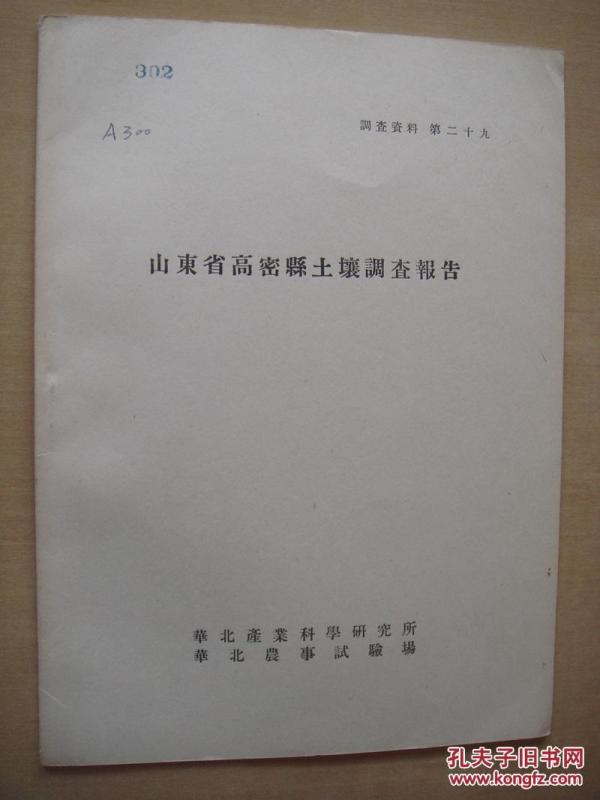 302
A300
調查資料 第二十九
山東省高密縣土壤調查報告
華北產業科學研究所
華北農事試驗場
孔夫子旧书网
www.kongfz.com